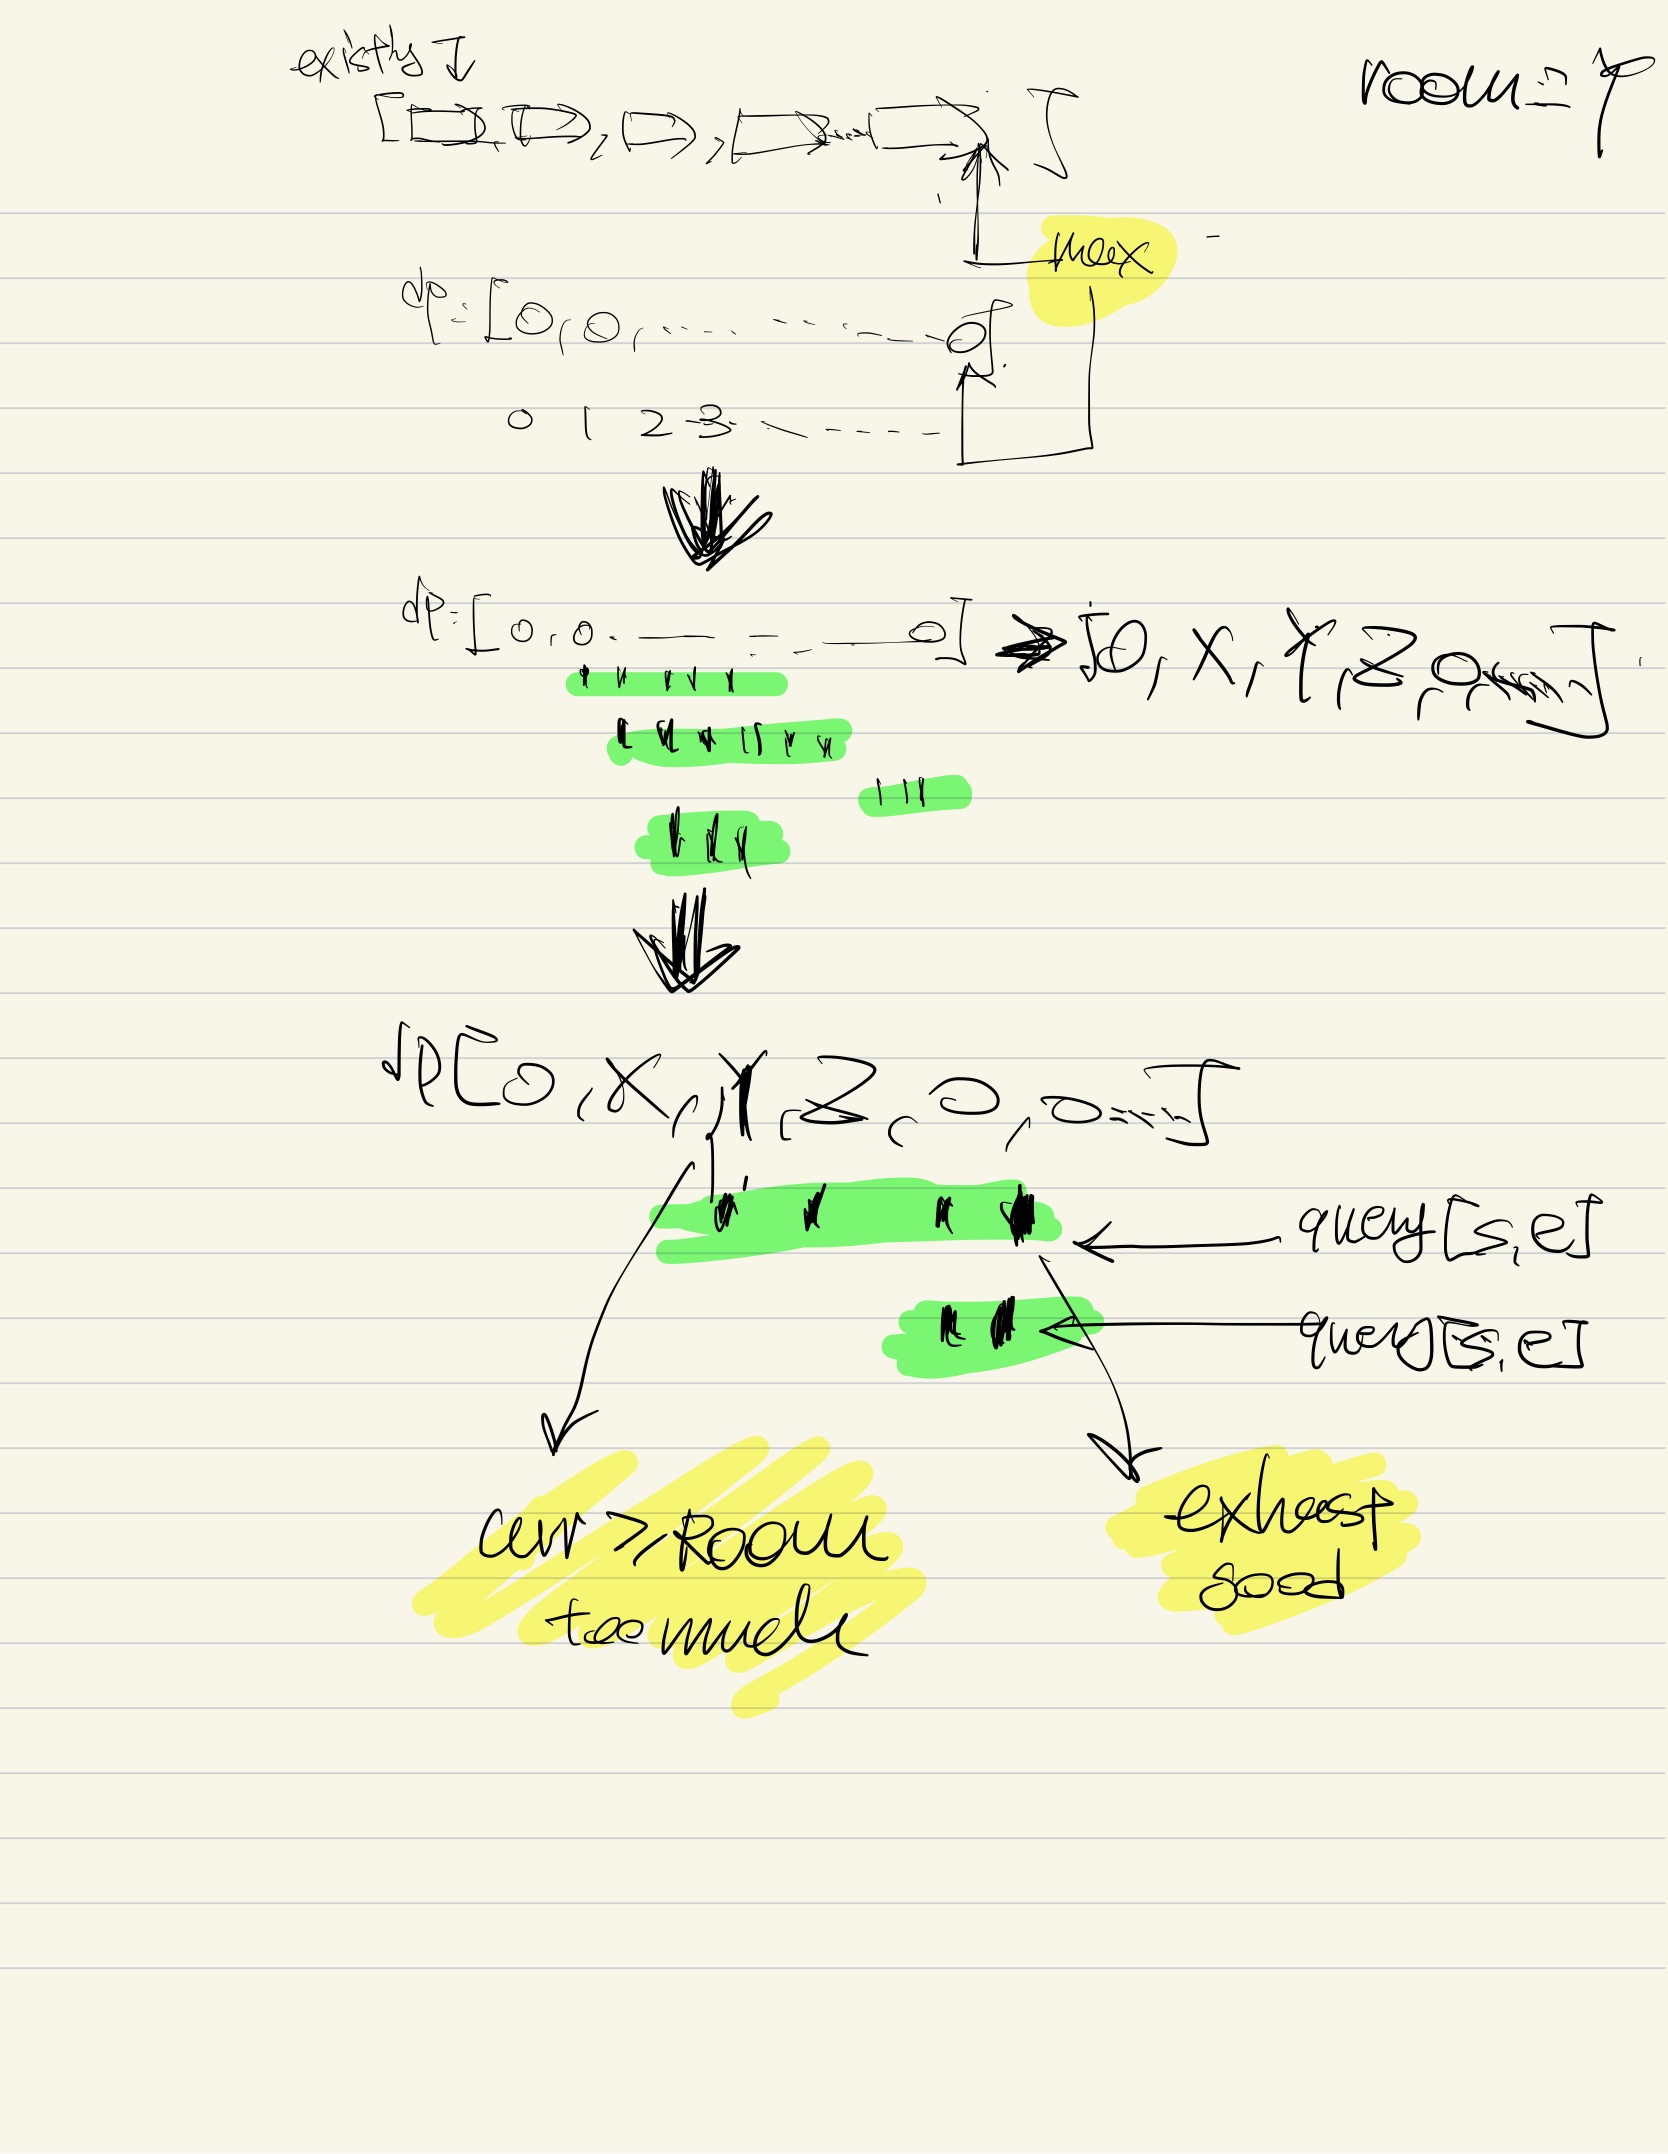 room = 7
max
dp = [0, 0, ........ 0]
0 1 2 3 ------
dp = [0, 0. ---- 0] ⇒ [0, X, Y, Z, 0, ...]
dp[0, X, Y, Z, 0, 0 ...]
query[s, e]
query[s, e]
curr ≥ Room
too much
exhaust
good